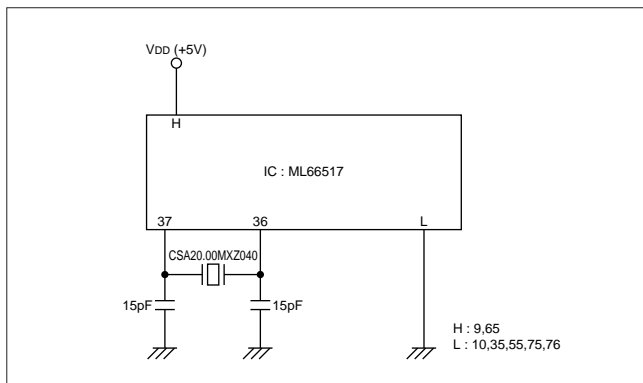 VDD (+5V)
H
IC : ML66517
37 36 L
CSA20.00MXZ040
15pF 15pF
H : 9,65
L : 10,35,55,75,76